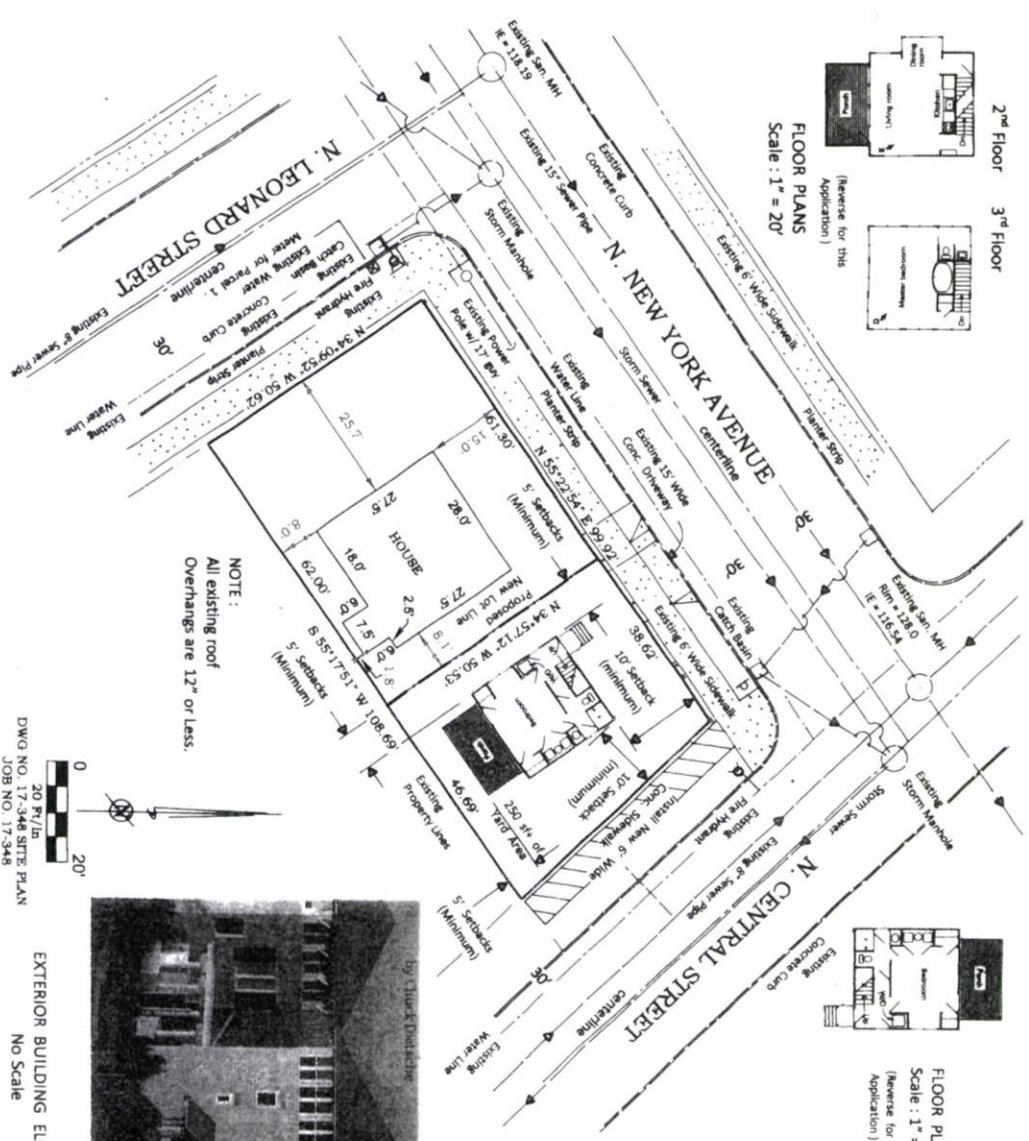 2nd Floor
3rd Floor
Dining
room
Kitchen
Living room
Porch
Master bedroom
FLOOR PLANS
Scale : 1" = 20'
(Reverse for this
Application)
Existing San. MH
IE = 118.19
Existing 15" Sewer Pipe
Existing
Concrete Curb
Existing 6' Wide Sidewalk
Planter Strip
N. NEW YORK AVENUE
centerline
30'
30'
Existing
Storm Manhole
Storm Sewer
Existing San. MH
Rim = 128.0
IE = 116.54
Existing
Storm Manhole
Existing
Catch Basin
Existing 15' Wide
Conc. Driveway
Existing
Water Line
Planter Strip
Existing Power
Pole w/ 17' guy
Existing 6' Wide Sidewalk
N. LEONARD STREET
centerline
30'
Existing 8" Sewer Pipe
Existing Water
Meter for Parcel 1.
Existing
Catch Basin
Existing
Concrete Curb
Existing
Fire Hydrant
Planter Strip
Existing
Water Line
N 34°09'52" W 50.62'
N 55°22'54" E 99.92'
61.30'
38.62'
15.0'
25.7'
5' Setbacks
(Minimum)
28.0'
27.5'
HOUSE
27.5'
8.0'
18.0'
6.0'
7.5'
2.5'
6.0'
1.8'
8.1'
62.00'
Proposed
New Lot Line
N 34°57'12" W 50.53'
S 55°17'51" W 108.69'
46.69'
5' Setbacks
(Minimum)
10' Setback
(minimum)
10' Setback
(minimum)
Bedroom
Porch
250 sf+ of
Yard Area
Existing
Property Lines
5' Setbacks
(Minimum)
Install New 6' Wide
Conc. Sidewalk
Existing
Fire Hydrant
Existing 8" Sewer Pipe
Storm Sewer
N. CENTRAL STREET
centerline
30'
Existing
Water Line
Existing
Concrete Curb
Bedroom
Porch
Up
FLOOR PL
Scale : 1" =
(Reverse for
Application)
NOTE :
All existing roof
Overhangs are 12" or Less.
0
20'
20 Ft/in
DWG NO. 17-348 SITE PLAN
JOB NO. 17-348
EXTERIOR BUILDING EL
No Scale